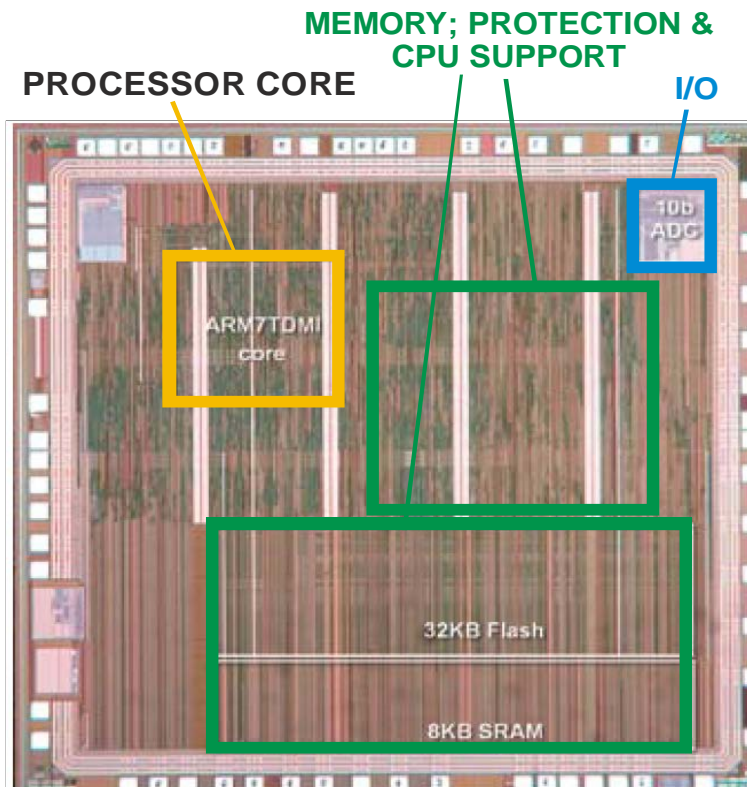 MEMORY; PROTECTION &
CPU SUPPORT
PROCESSOR CORE
I/O
10b
ADC
ARM7TDMI
core
32KB Flash
8KB SRAM